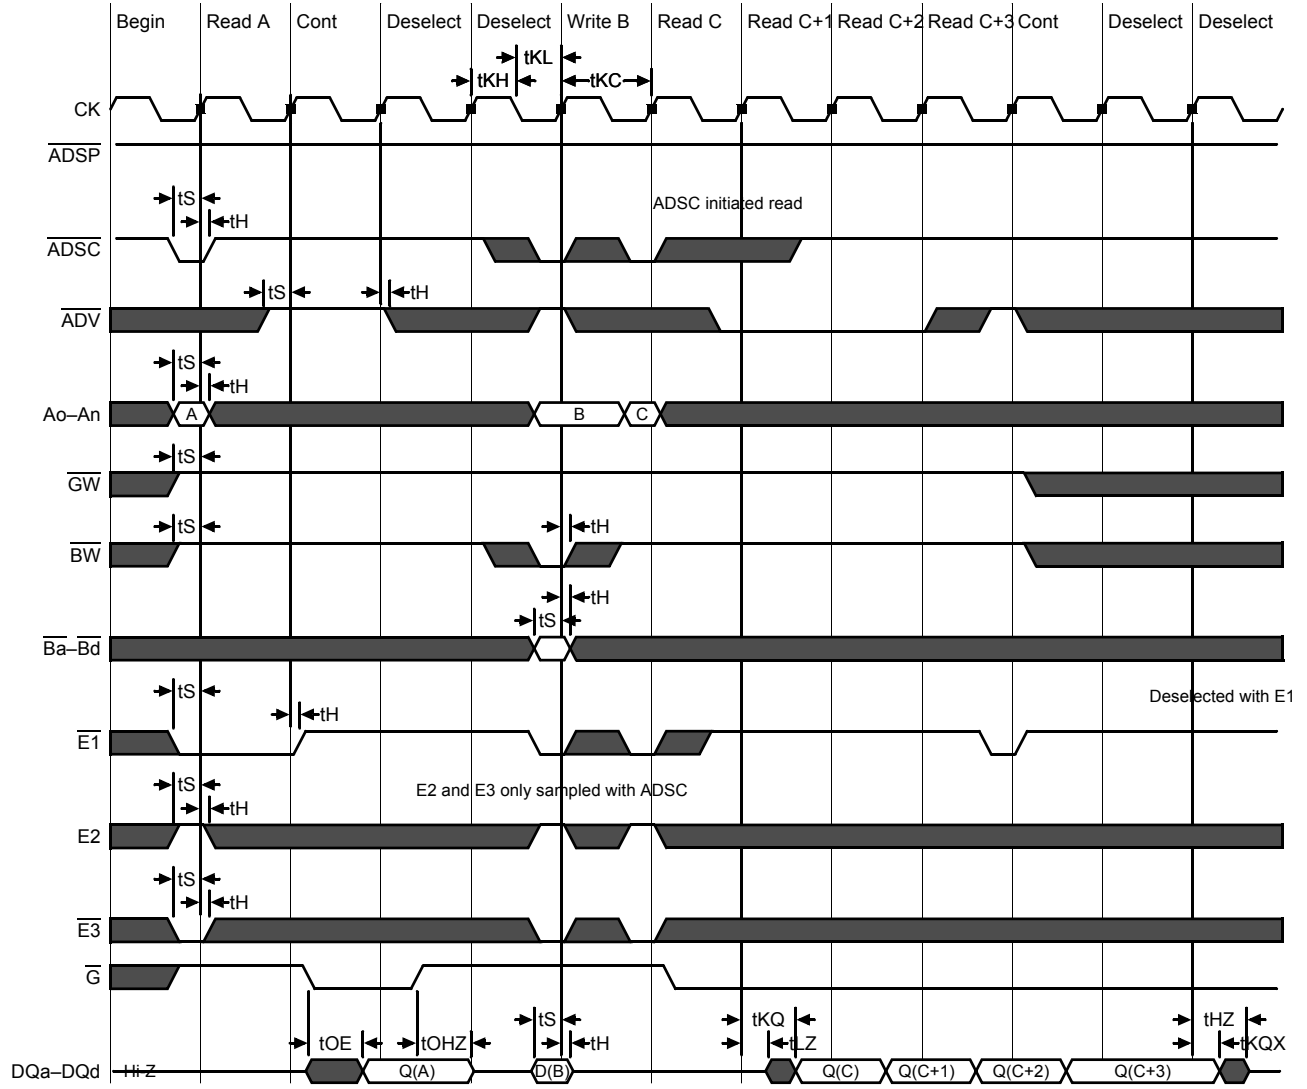 Begin Read A Cont Deselect Deselect Write B Read C Read C+1 Read C+2 Read C+3 Cont Deselect Deselect
tKL
tKH tKC
CK
ADSP
tS
ADSC initiated read
tH
ADSC
tS tH
ADV
tS
tH
Ao–An A B C
tS
GW
tS tH
BW
tH
tS
Ba–Bd
tS
Deselected with E1
tH
E1
tS
E2 and E3 only sampled with ADSC
tH
E2
tS
tH
E3
G
tS tKQ tHZ
tOE tOHZ tH tLZ tKQX
DQa–DQd Hi-Z Q(A) D(B) Q(C) Q(C+1) Q(C+2) Q(C+3)